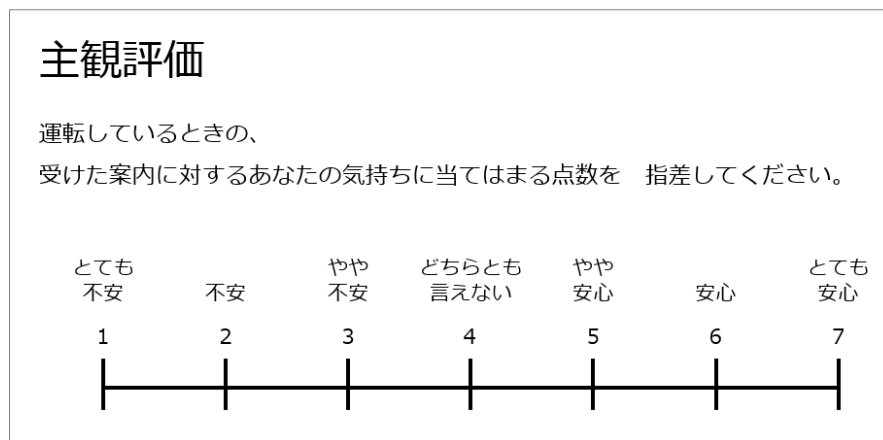 主観評価
運転しているときの、
受けた案内に対するあなたの気持ちに当てはまる点数を　指差してください。
とても不安　不安　やや不安　どちらとも言えない　やや安心　安心　とても安心
1　2　3　4　5　6　7